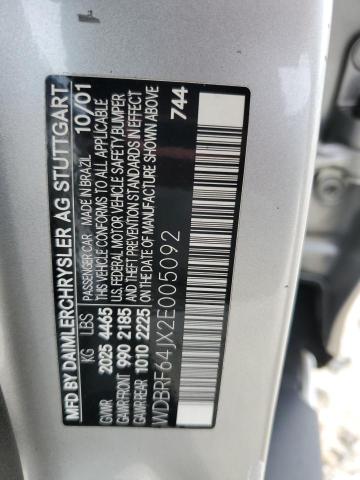 MFD BY DAIMLERCHRYSLER AG STUTTGART
PASSENGER CAR MADE IN BRAZIL 10/01
KG LBS THIS VEHICLE CONFORMS TO ALL APPLICABLE
GVWR 2025 4465 U.S. FEDERAL MOTOR VEHICLE SAFETY, BUMPER
GAWR FRONT 990 2185 AND THEFT PREVENTION STANDARDS IN EFFECT
GAWR REAR 1010 2225 ON THE DATE OF MANUFACTURE SHOWN ABOVE
WDBRF64JX2E005092 744